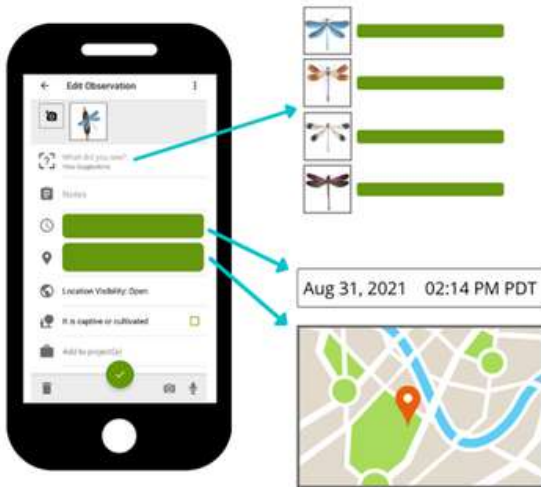 Edit Observation
What did you see?
View Suggestions
Notes
Location Visibility: Open
It is captive or cultivated
Add to project(s)
Aug 31, 2021 02:14 PM PDT